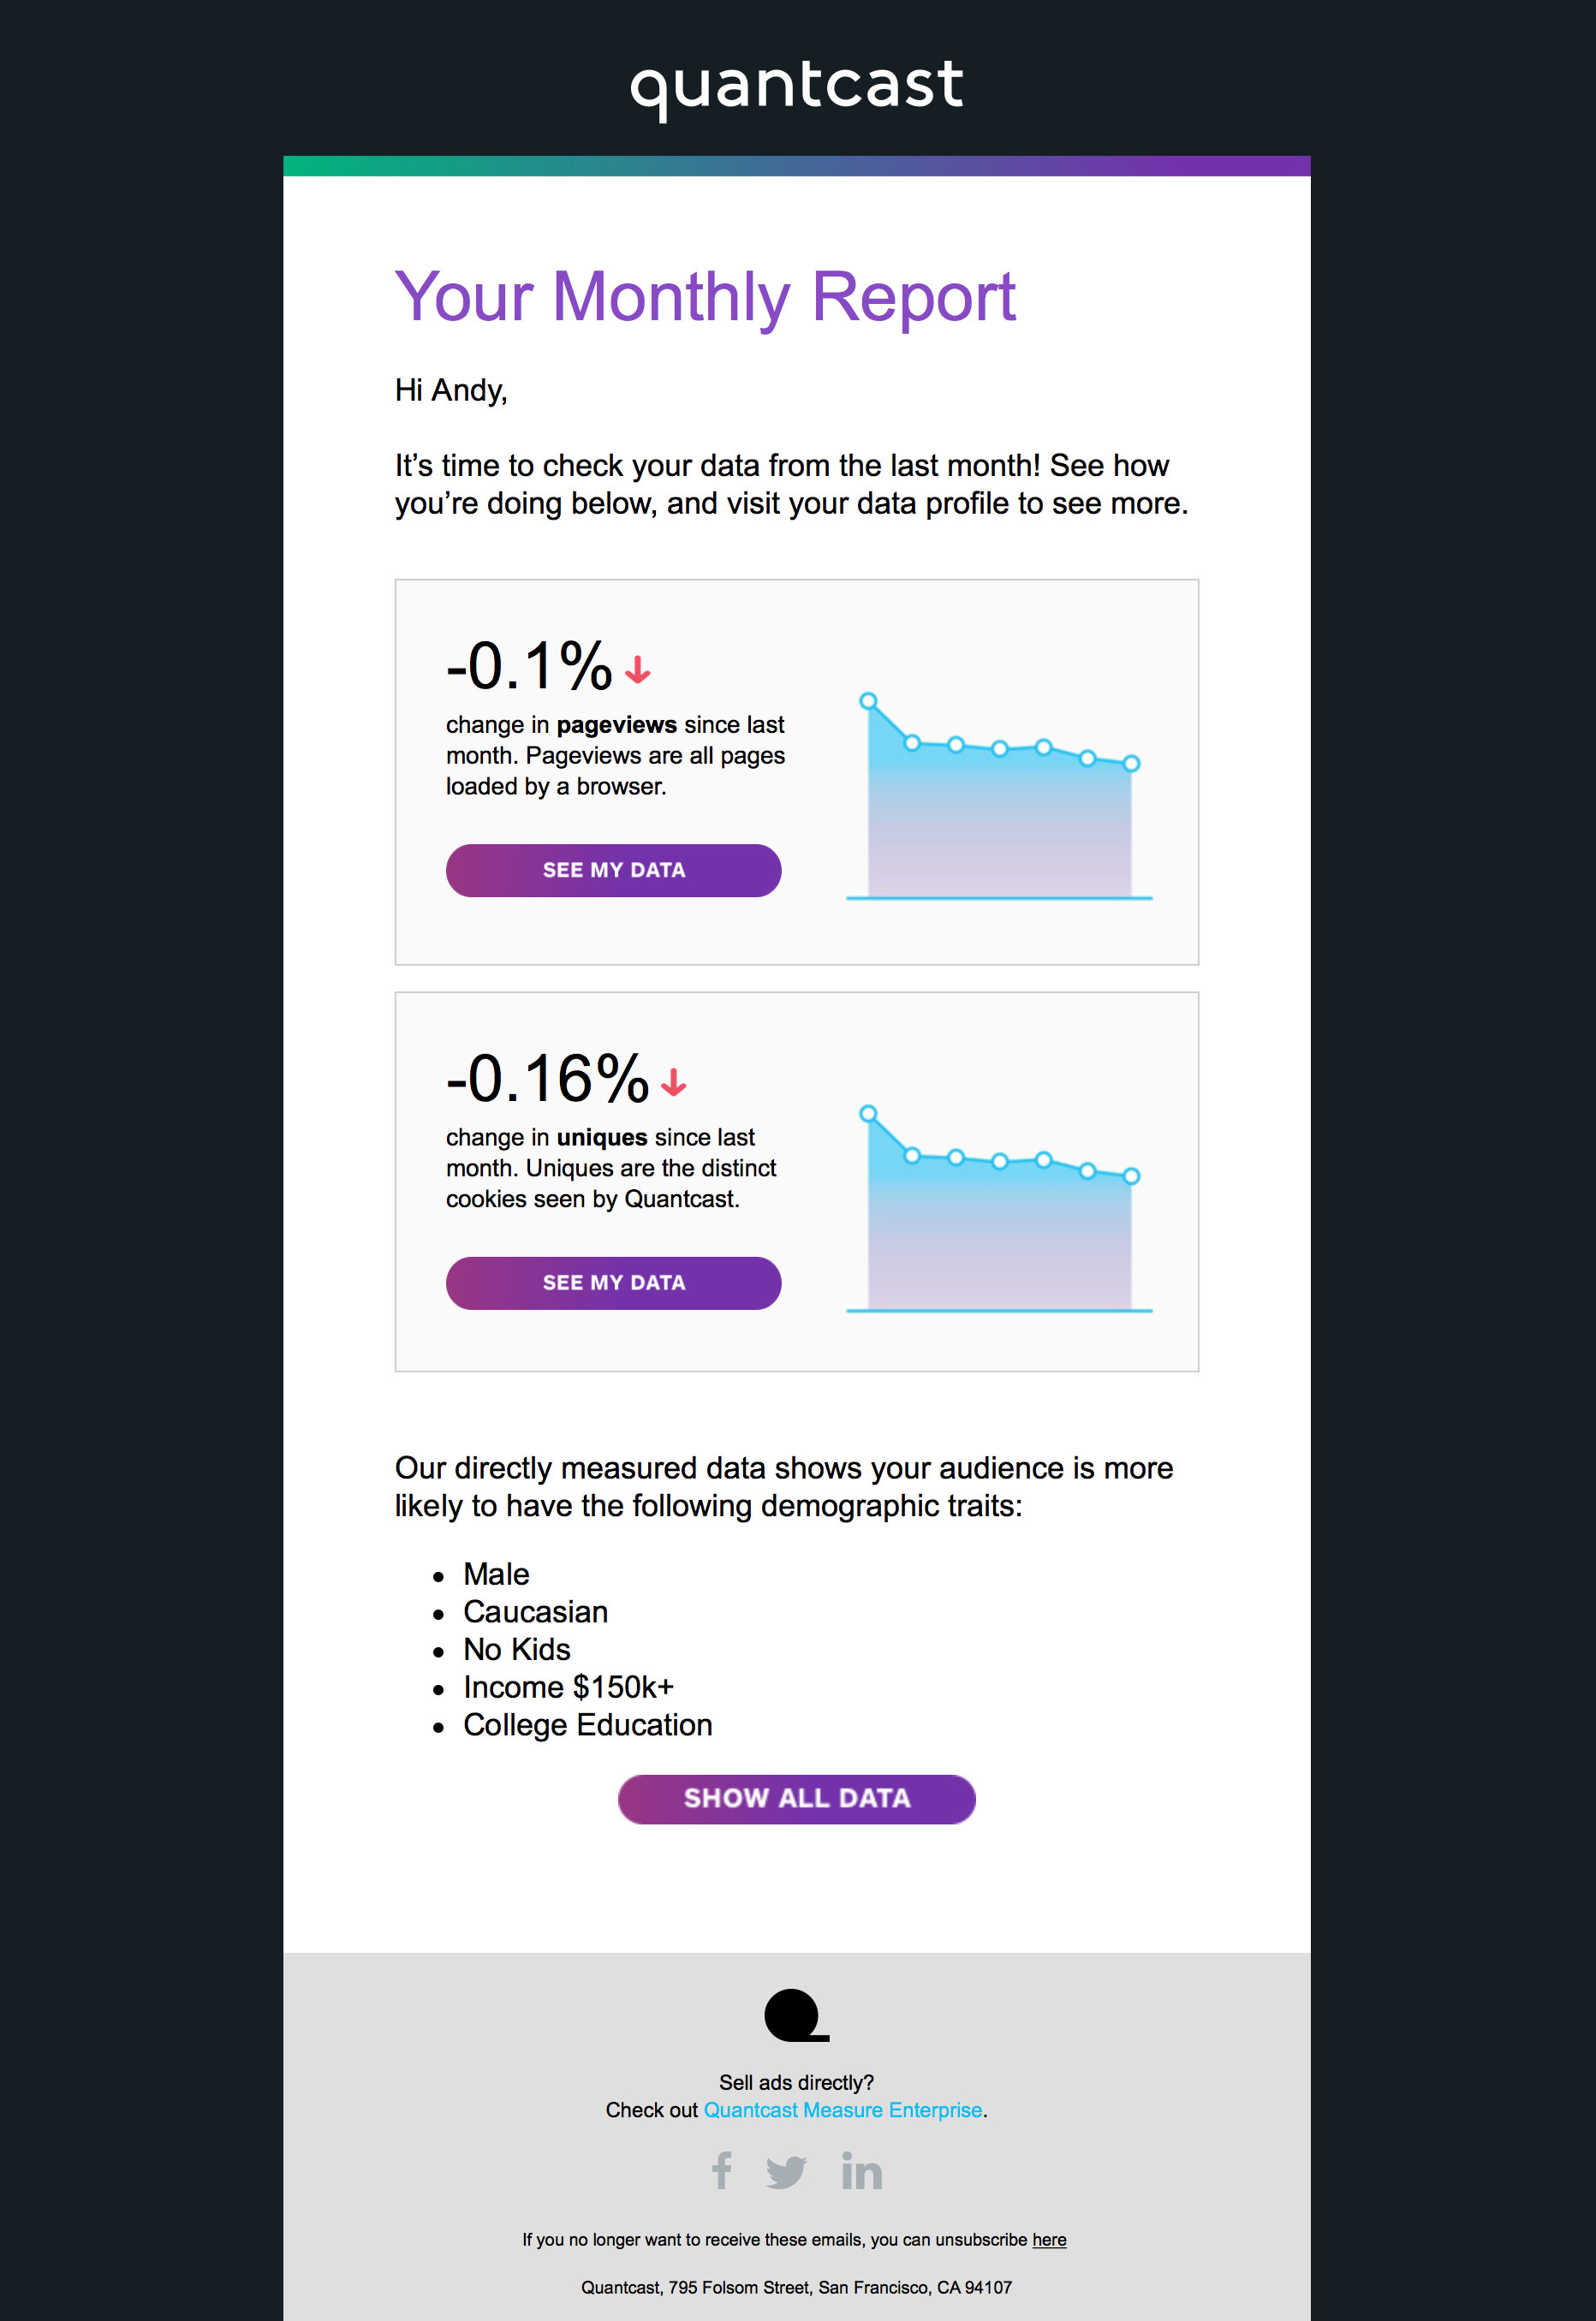 quantcast
Your Monthly Report
Hi Andy,
It’s time to check your data from the last month! See how
you’re doing below, and visit your data profile to see more.
-0.1%
change in pageviews since last
month. Pageviews are all pages
loaded by a browser.
SEE MY DATA
-0.16%
change in uniques since last
month. Uniques are the distinct
cookies seen by Quantcast.
SEE MY DATA
Our directly measured data shows your audience is more
likely to have the following demographic traits:
• Male
• Caucasian
• No Kids
• Income $150k+
• College Education
SHOW ALL DATA
Sell ads directly?
Check out Quantcast Measure Enterprise.
If you no longer want to receive these emails, you can unsubscribe here
Quantcast, 795 Folsom Street, San Francisco, CA 94107